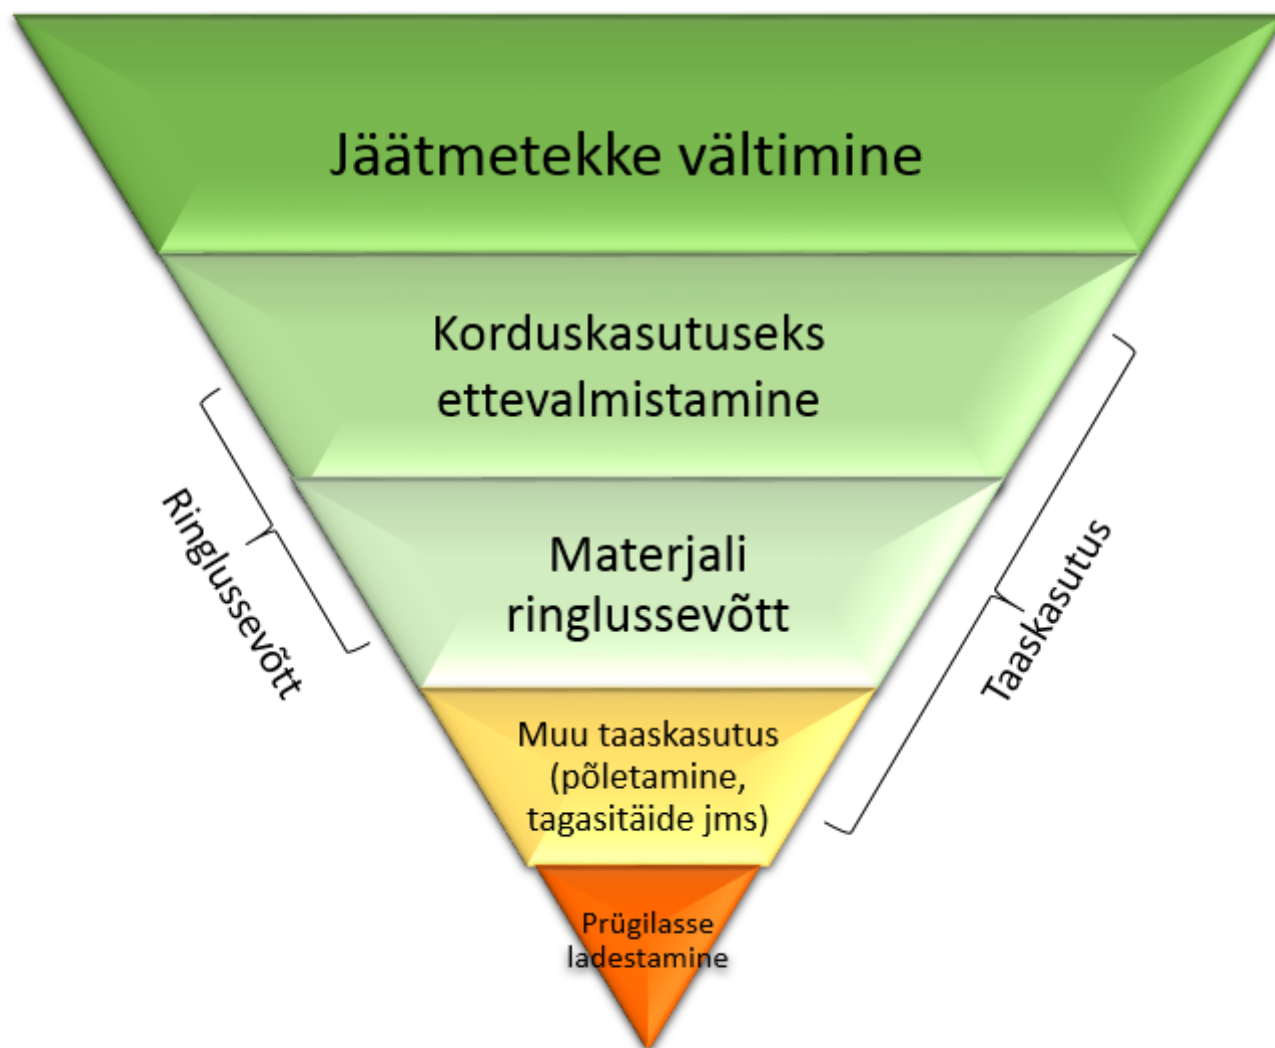 Jäätmetekke vältimine
Korduskasutuseks
ettevalmistamine
Ringlussevõtt
Materjali
ringlussevõtt
Taaskasutus
Muu taaskasutus
(põletamine,
tagasitäide jms)
Prügilasse
ladestamine